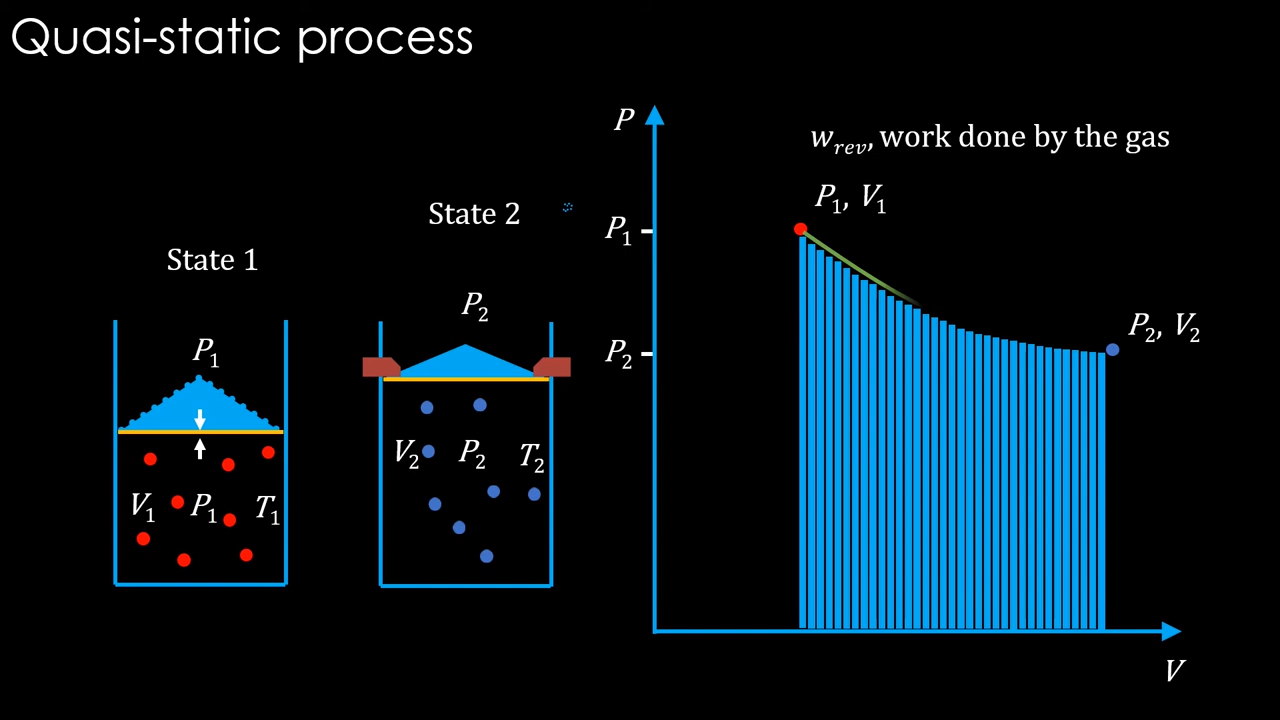 Quasi-static process
State 1
P₁
V₁ P₁ T₁
State 2
P₂
V₂ P₂ T₂
P
w_rev, work done by the gas
P₁, V₁
P₁
P₂, V₂
P₂
V